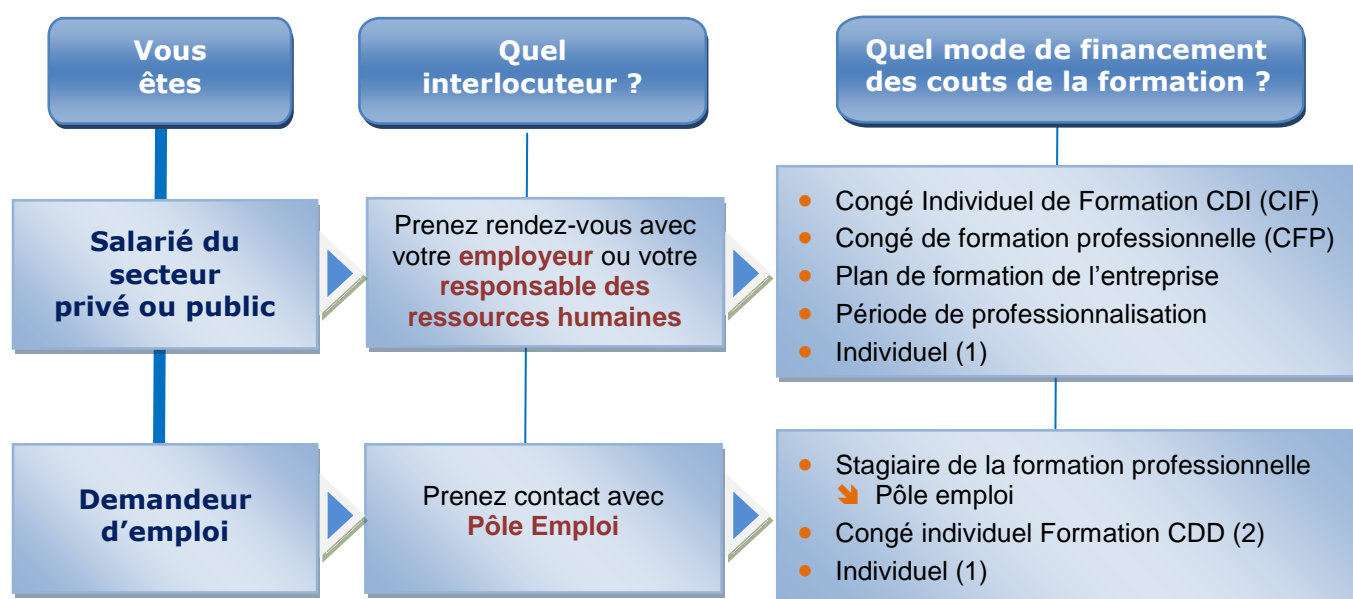 Vous
êtes
Quel
interlocuteur ?
Quel mode de financement
des couts de la formation ?
Salarié du
secteur
privé ou public
Prenez rendez-vous avec
votre employeur ou votre
responsable des
ressources humaines
Congé Individuel de Formation CDI (CIF)
Congé de formation professionnelle (CFP)
Plan de formation de l’entreprise
Période de professionnalisation
Individuel (1)
Demandeur
d’emploi
Prenez contact avec
Pôle Emploi
Stagiaire de la formation professionnelle
Pôle emploi
Congé individuel Formation CDD (2)
Individuel (1)